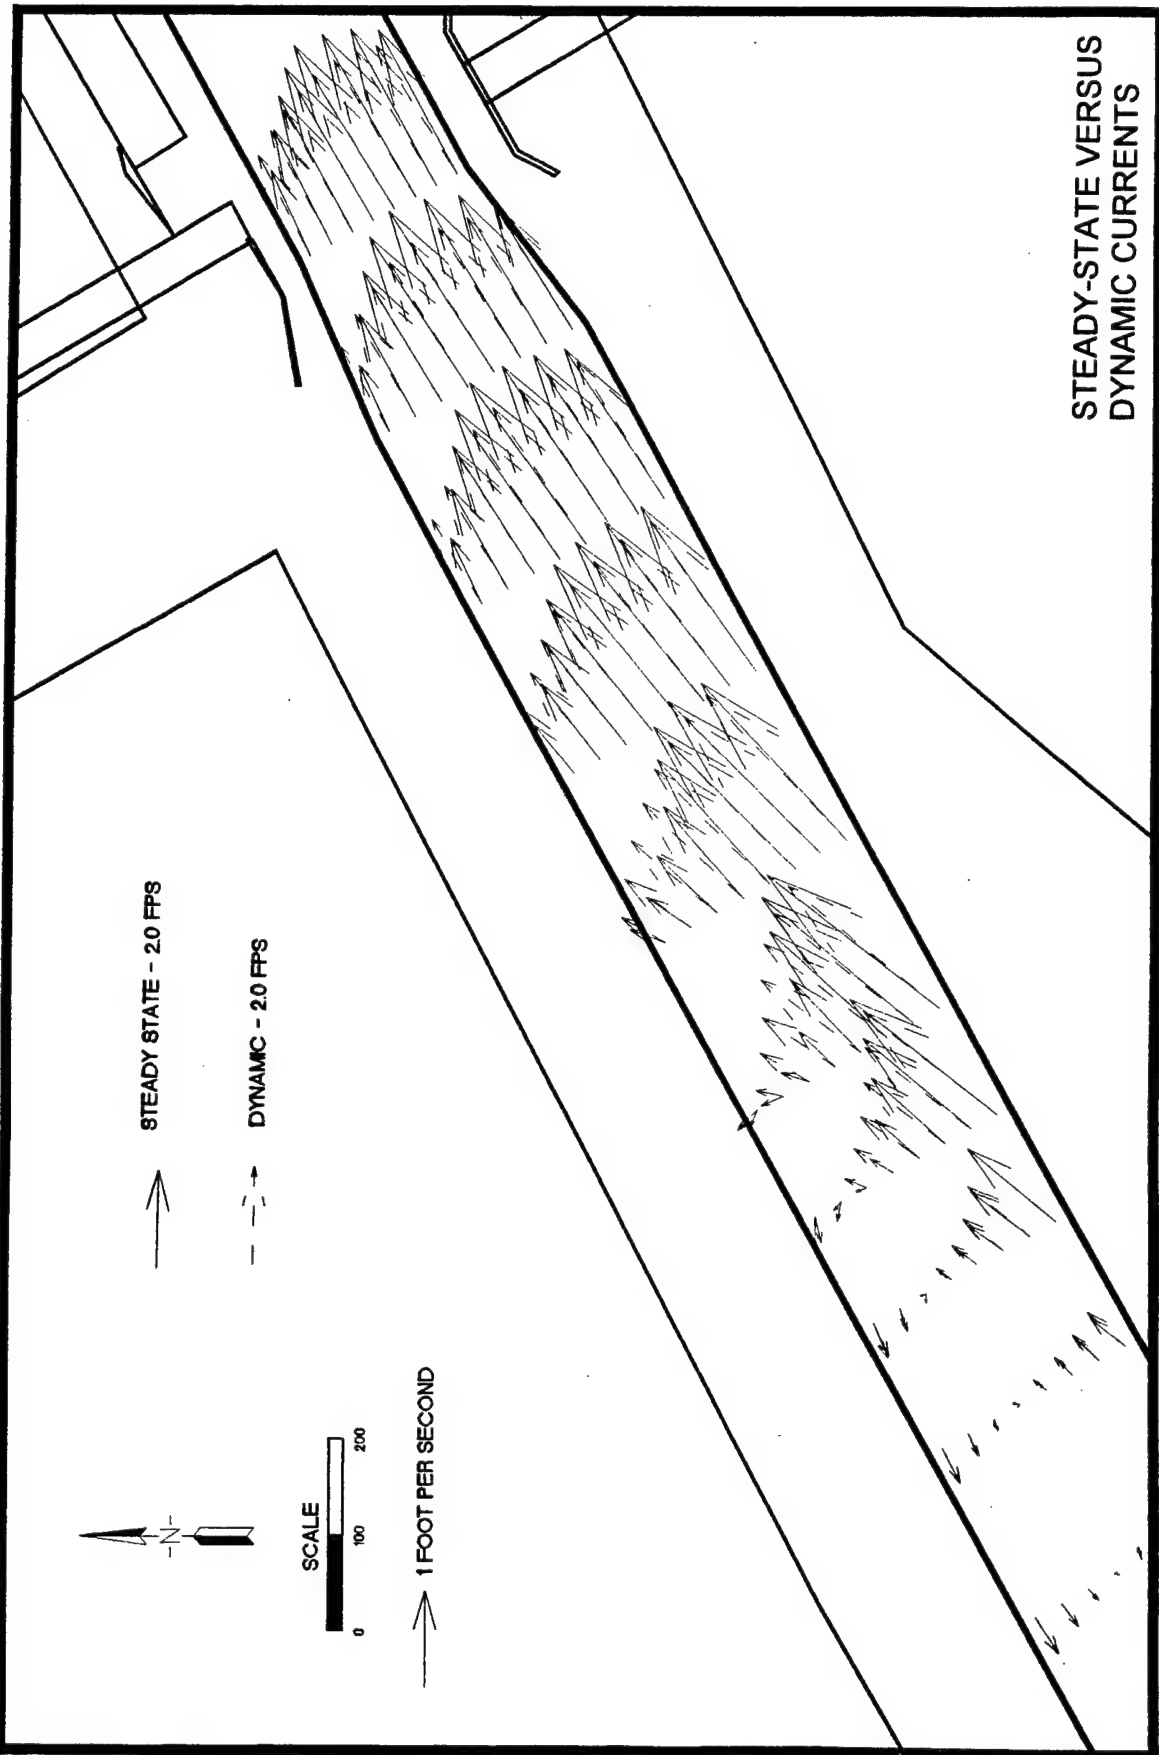 STEADY STATE - 2.0 FPS
DYNAMIC - 2.0 FPS
-N-
SCALE
0 100 200
1 FOOT PER SECOND
STEADY-STATE VERSUS
DYNAMIC CURRENTS